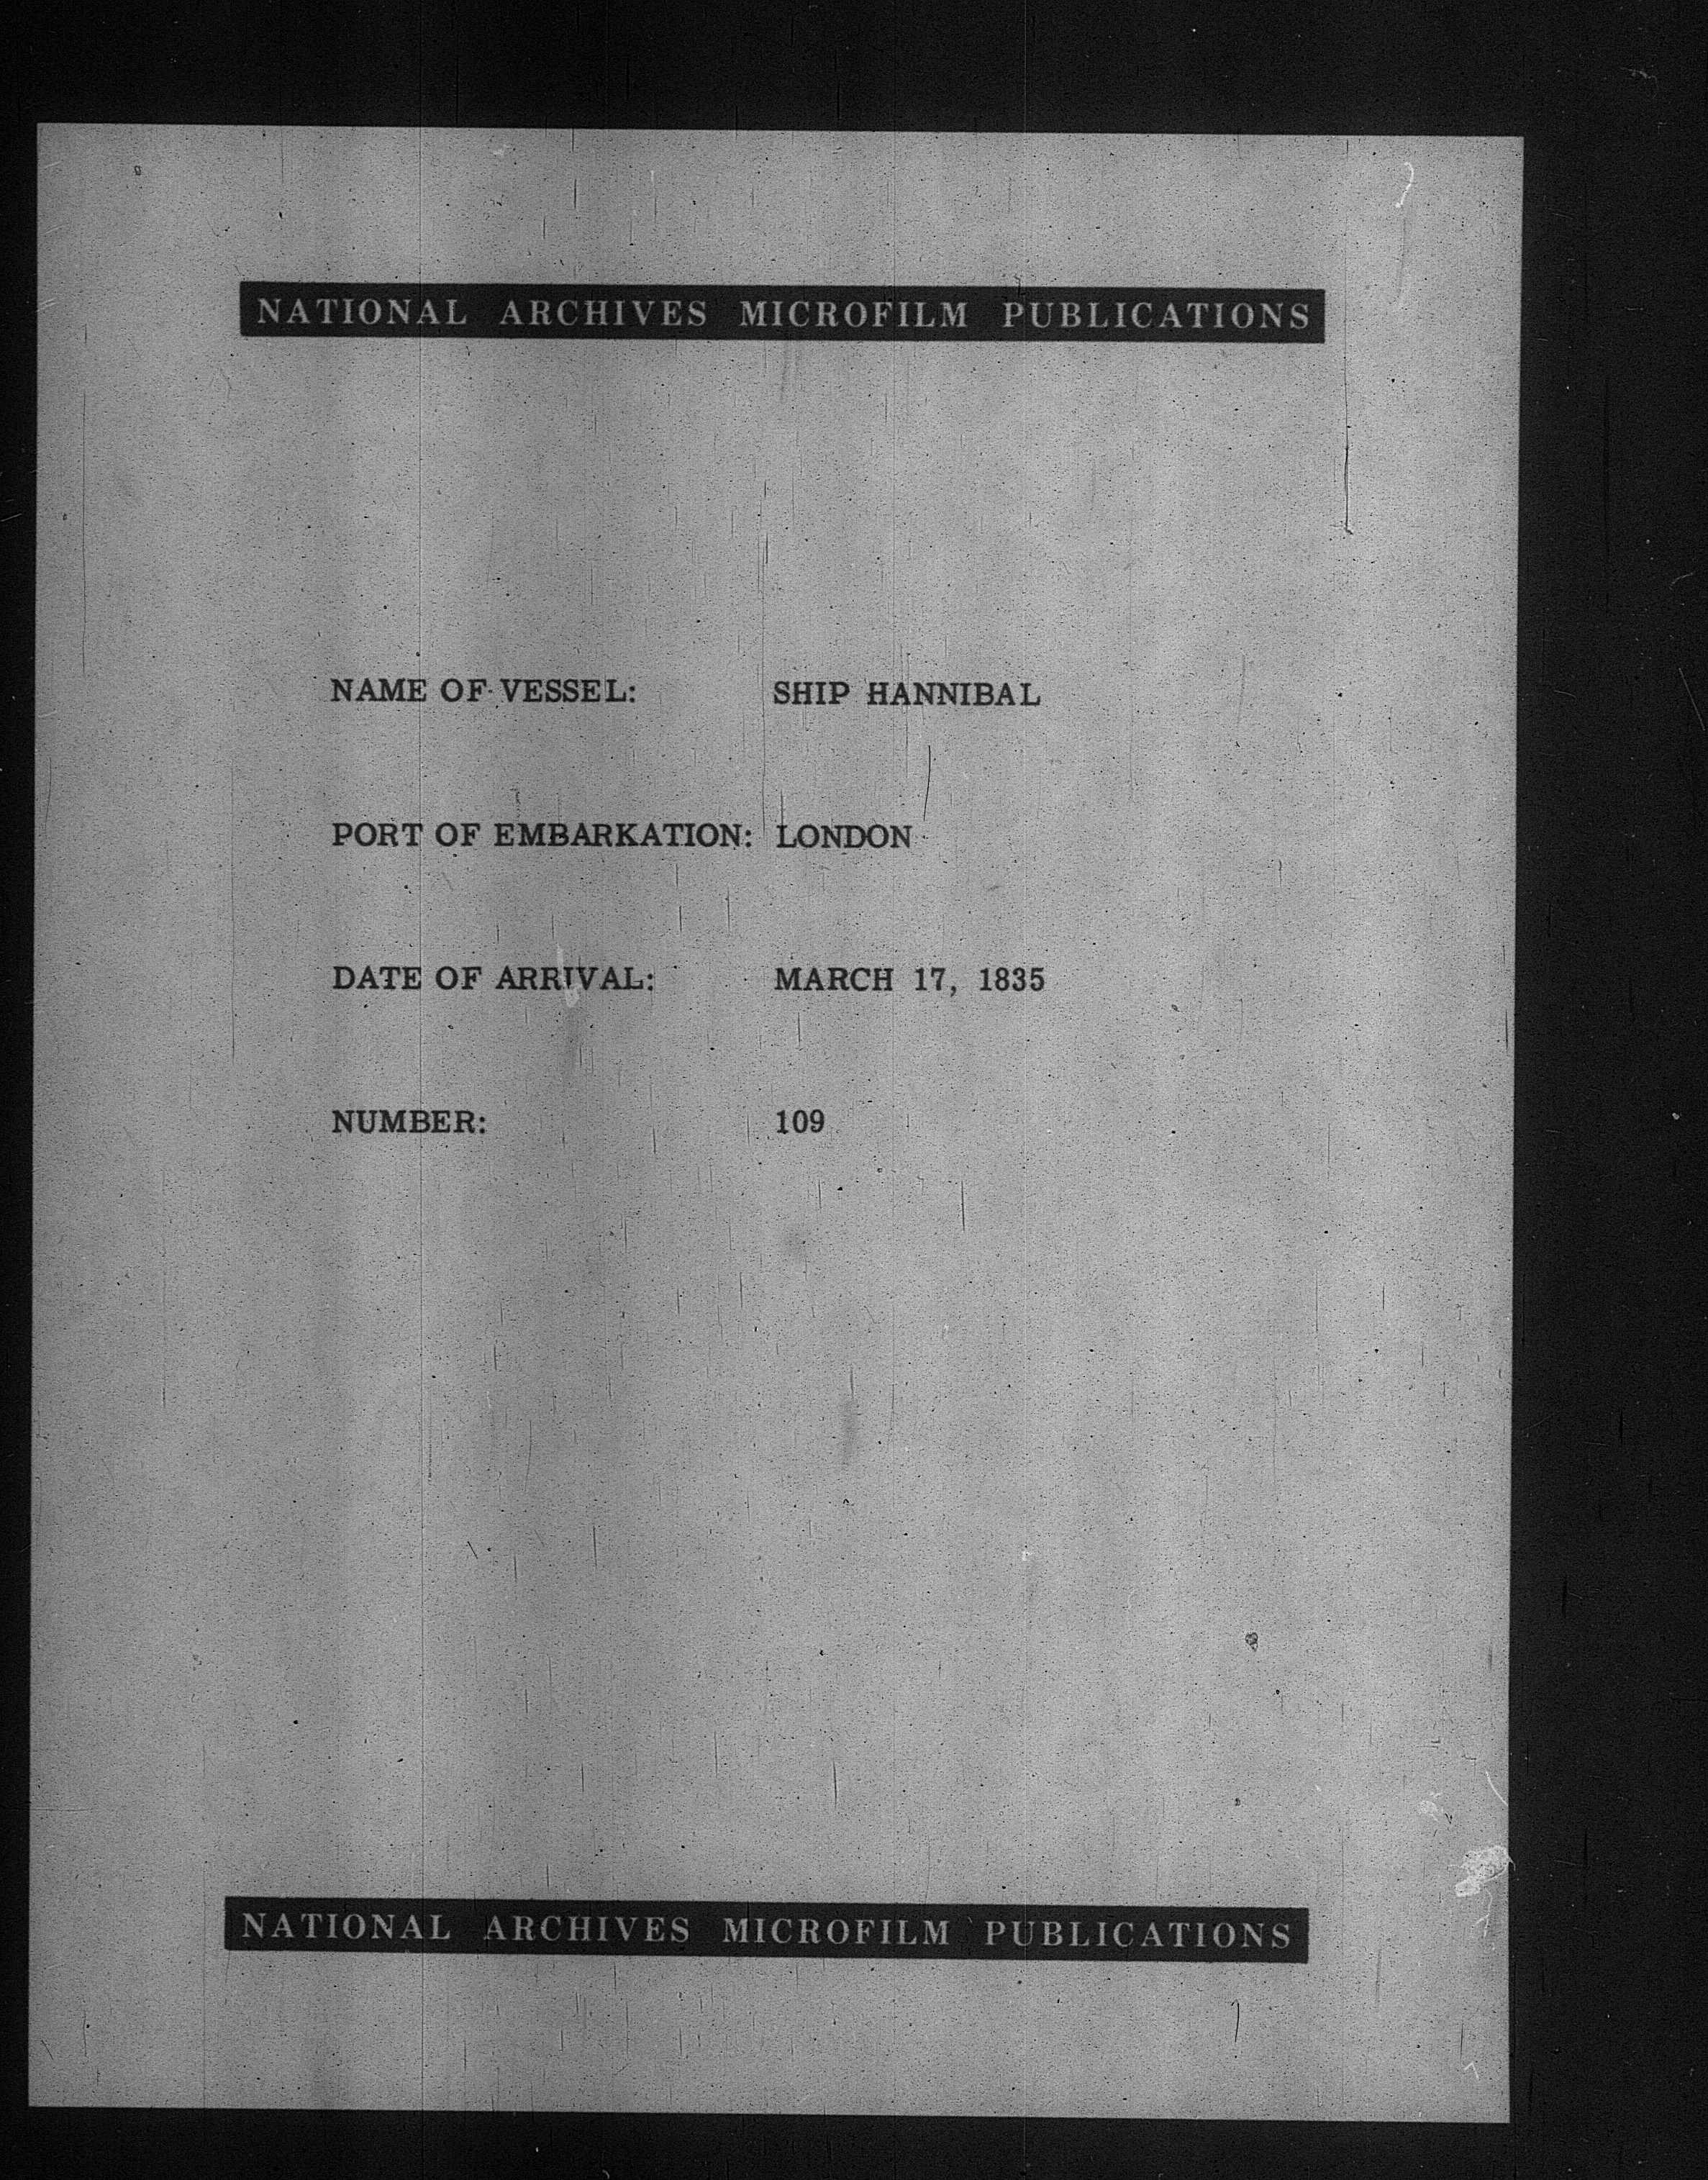 NATIONAL ARCHIVES MICROFILM PUBLICATIONS
NAME OF VESSEL: SHIP HANNIBAL
PORT OF EMBARKATION: LONDON
DATE OF ARRIVAL: MARCH 17, 1835
NUMBER: 109
NATIONAL ARCHIVES MICROFILM PUBLICATIONS